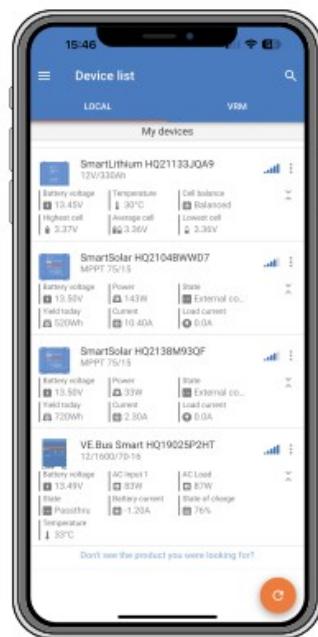 15:46
Device list
LOCAL VRM
My devices
SmartLithium HQ21133JQA9
12V/330Ah
Battery voltage Temperature Cell balance
13.45V 30°C Balanced
Highest cell Average cell Lowest cell
3.37V 3.36V 3.36V
SmartSolar HQ2104BWWD7
MPPT 75/15
Battery voltage Power State
13.50V 143W External co...
Yield today Current Load current
520Wh 10.40A 0.0A
SmartSolar HQ2138M93QF
MPPT 75/15
Battery voltage Power State
13.50V 33W External co...
Yield today Current Load current
720Wh 2.30A 0.0A
VE.Bus Smart HQ19025P2HT
12/1600/70-16
Battery voltage AC Input 1 AC Load
13.49V 83W 87W
State Battery current State of charge
Passthru -1.20A 76%
Temperature
33°C
Don't see the product you were looking for?